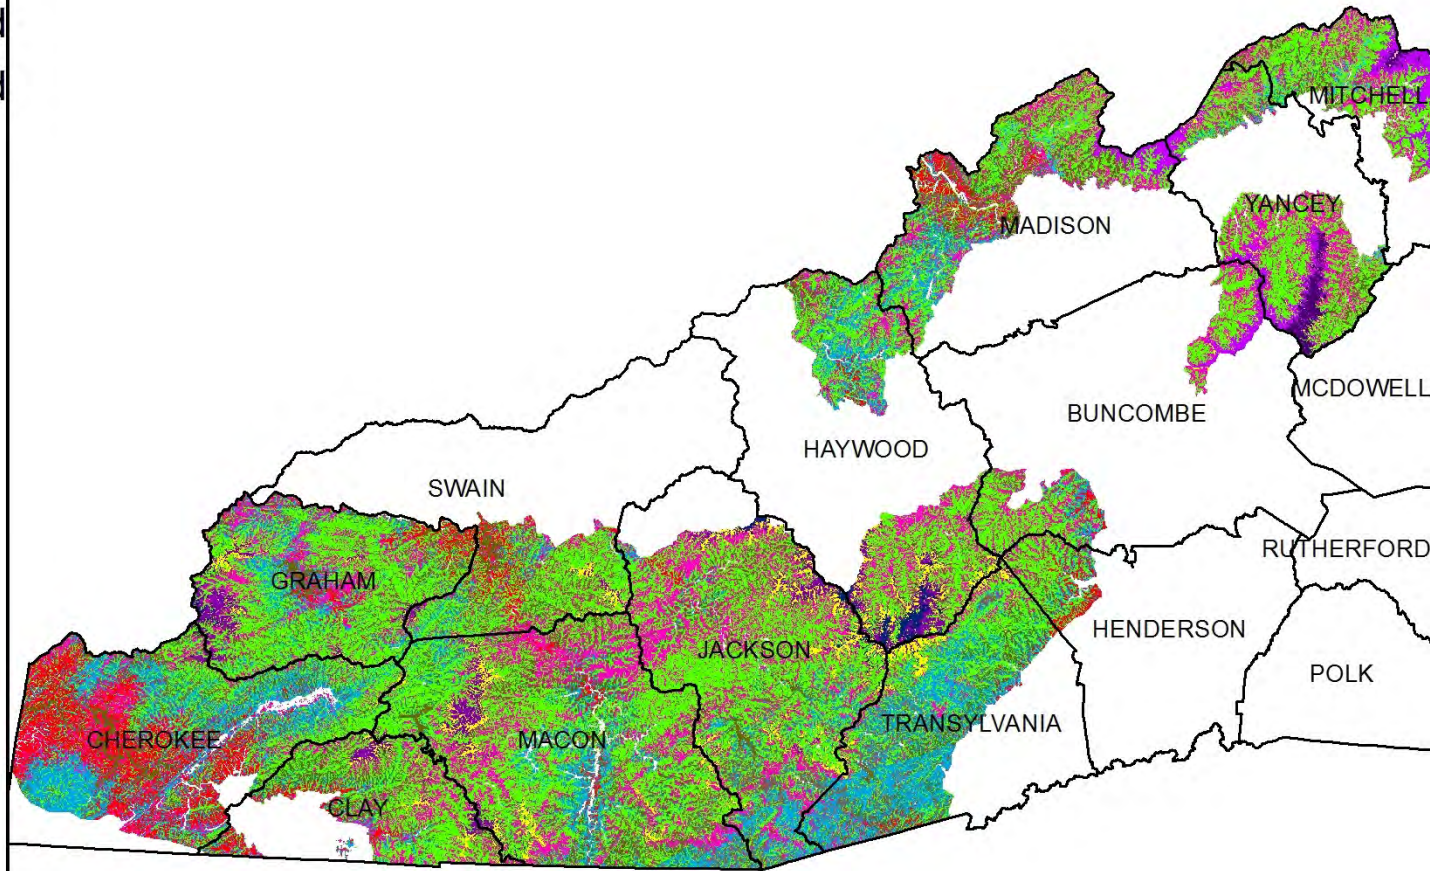 MITCHELL
YANCEY
MADISON
MCDOWELL
BUNCOMBE
HAYWOOD
SWAIN
RUTHERFORD
GRAHAM
HENDERSON
JACKSON
POLK
TRANSYLVANIA
CHEROKEE
MACON
CLAY